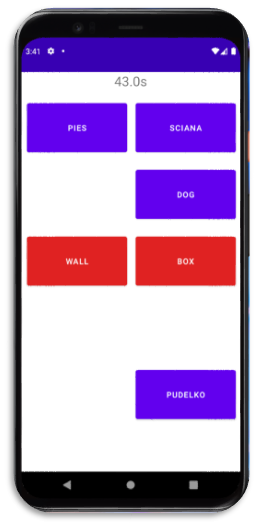 3:41
43.0s
PIES
SCIANA
DOG
WALL
BOX
PUDELKO